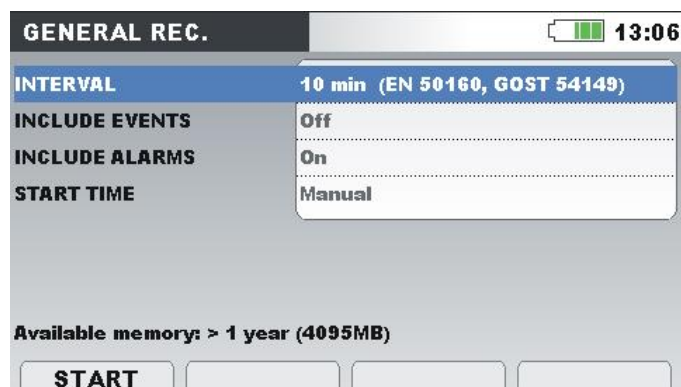 GENERAL REC. 13:06
INTERVAL 10 min (EN 50160, GOST 54149)
INCLUDE EVENTS Off
INCLUDE ALARMS On
START TIME Manual
Available memory: > 1 year (4095MB)
START